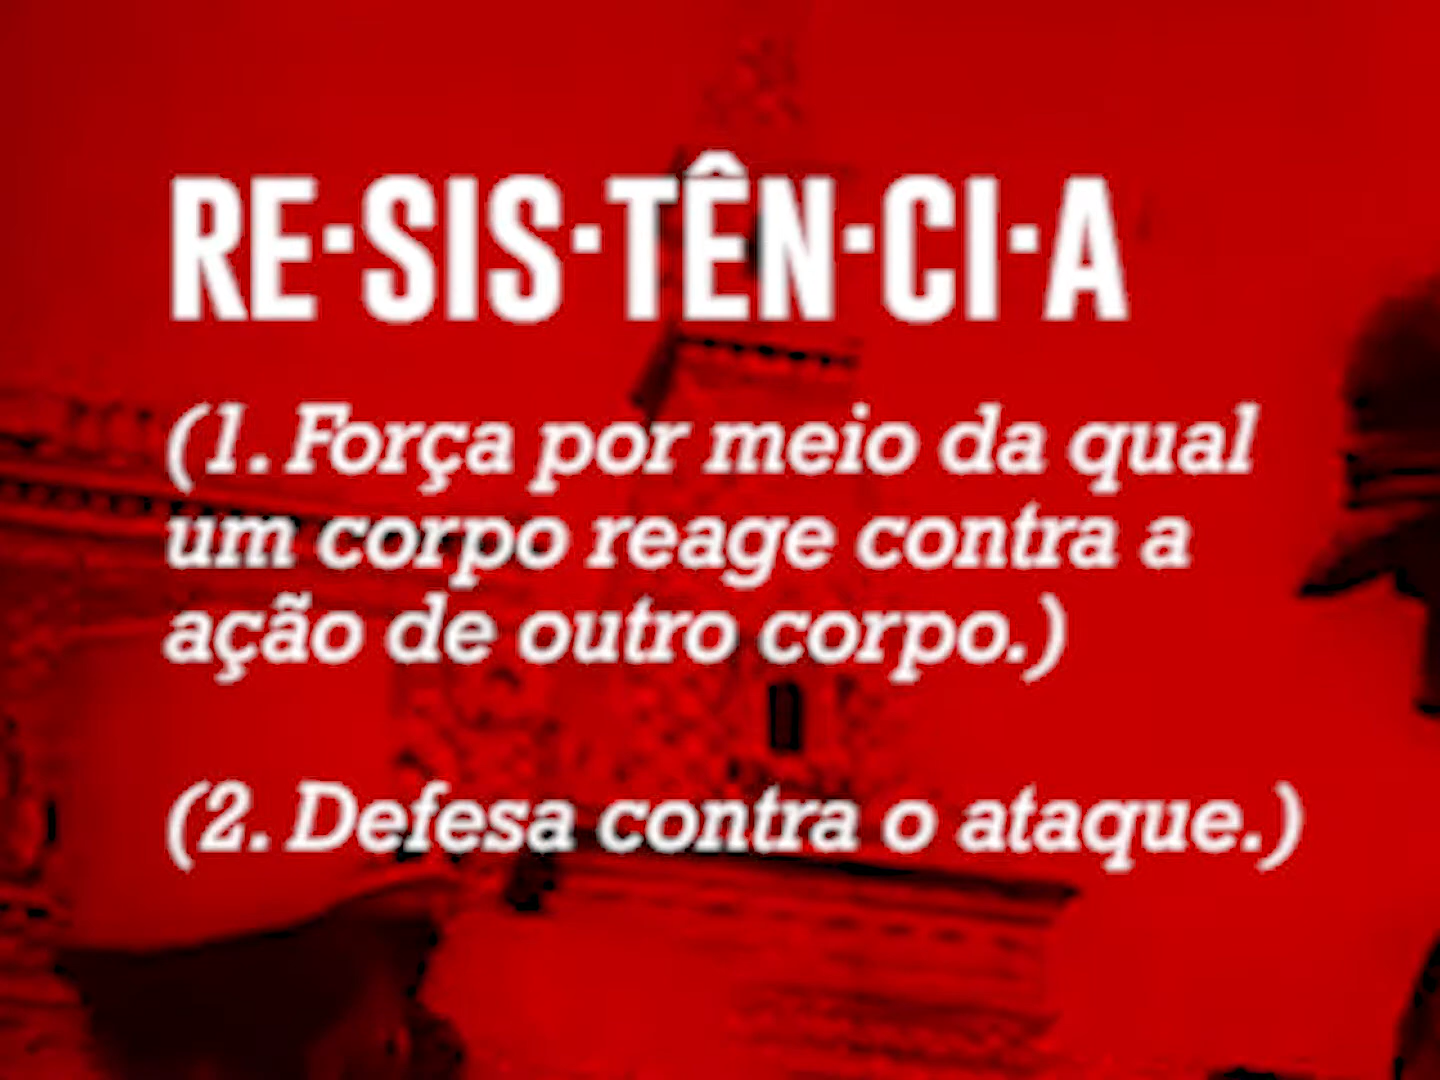 RE·SIS·TÊN·CI·A
(1. Força por meio da qual
um corpo reage contra a
ação de outro corpo.)
(2. Defesa contra o ataque.)